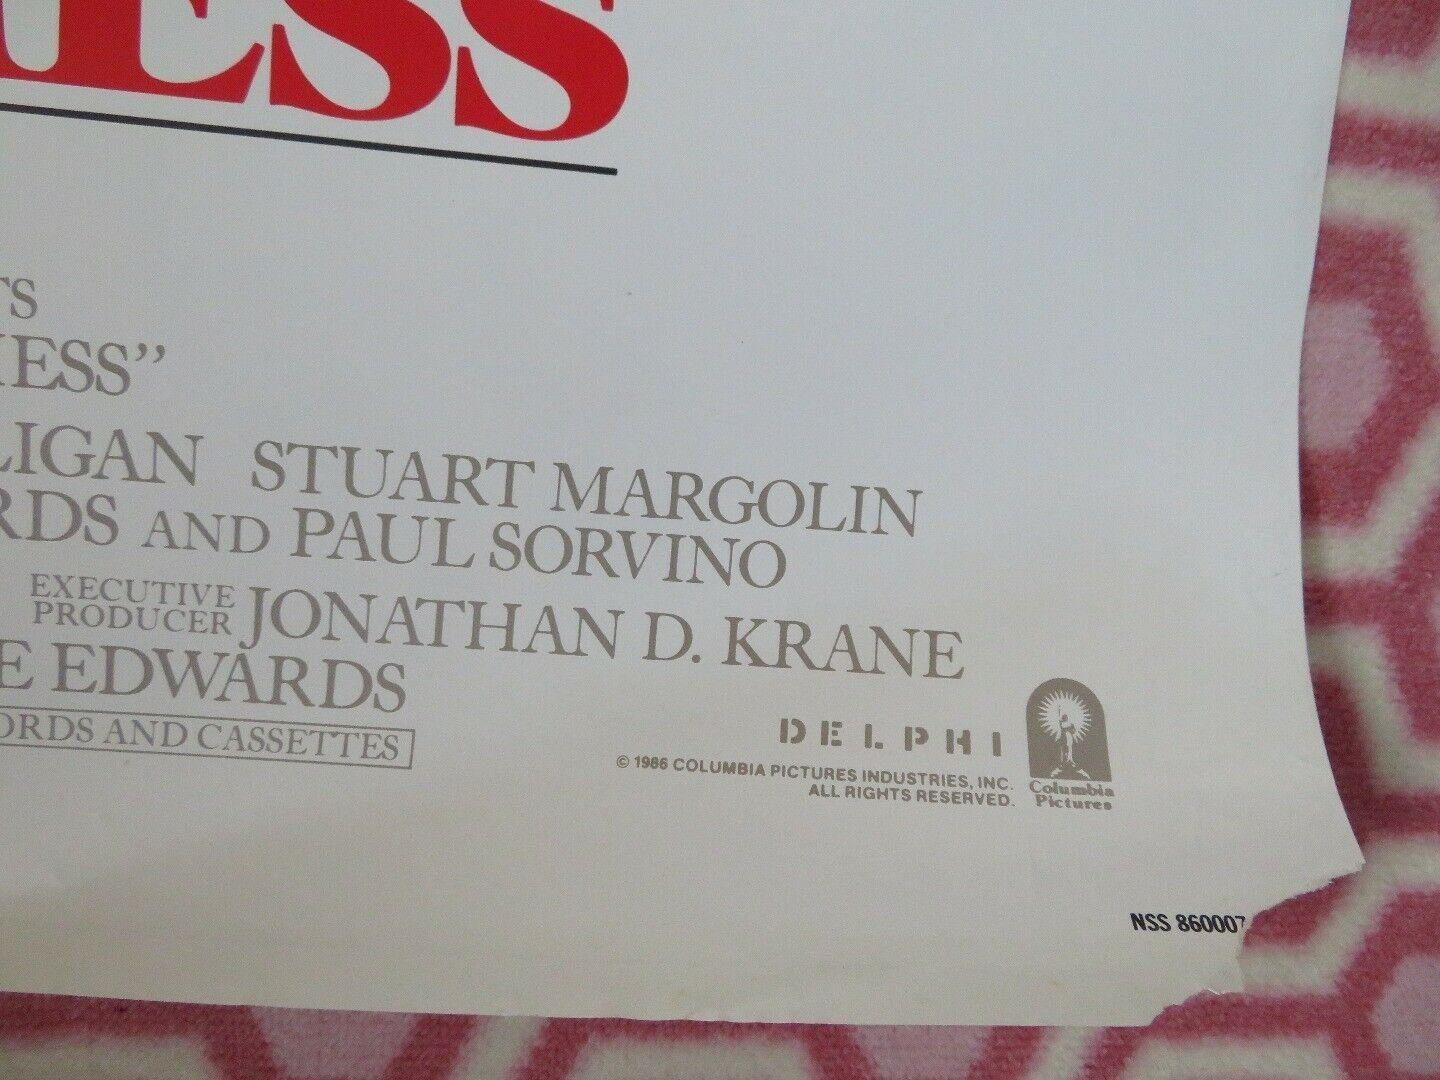 ESS
TS
ESS”
LIGAN STUART MARGOLIN
RDS AND PAUL SORVINO
EXECUTIVE PRODUCER JONATHAN D. KRANE
E EDWARDS
ORDS AND CASSETTES
DELPHI
© 1986 COLUMBIA PICTURES INDUSTRIES, INC.
ALL RIGHTS RESERVED.
Columbia
Pictures
NSS 860007